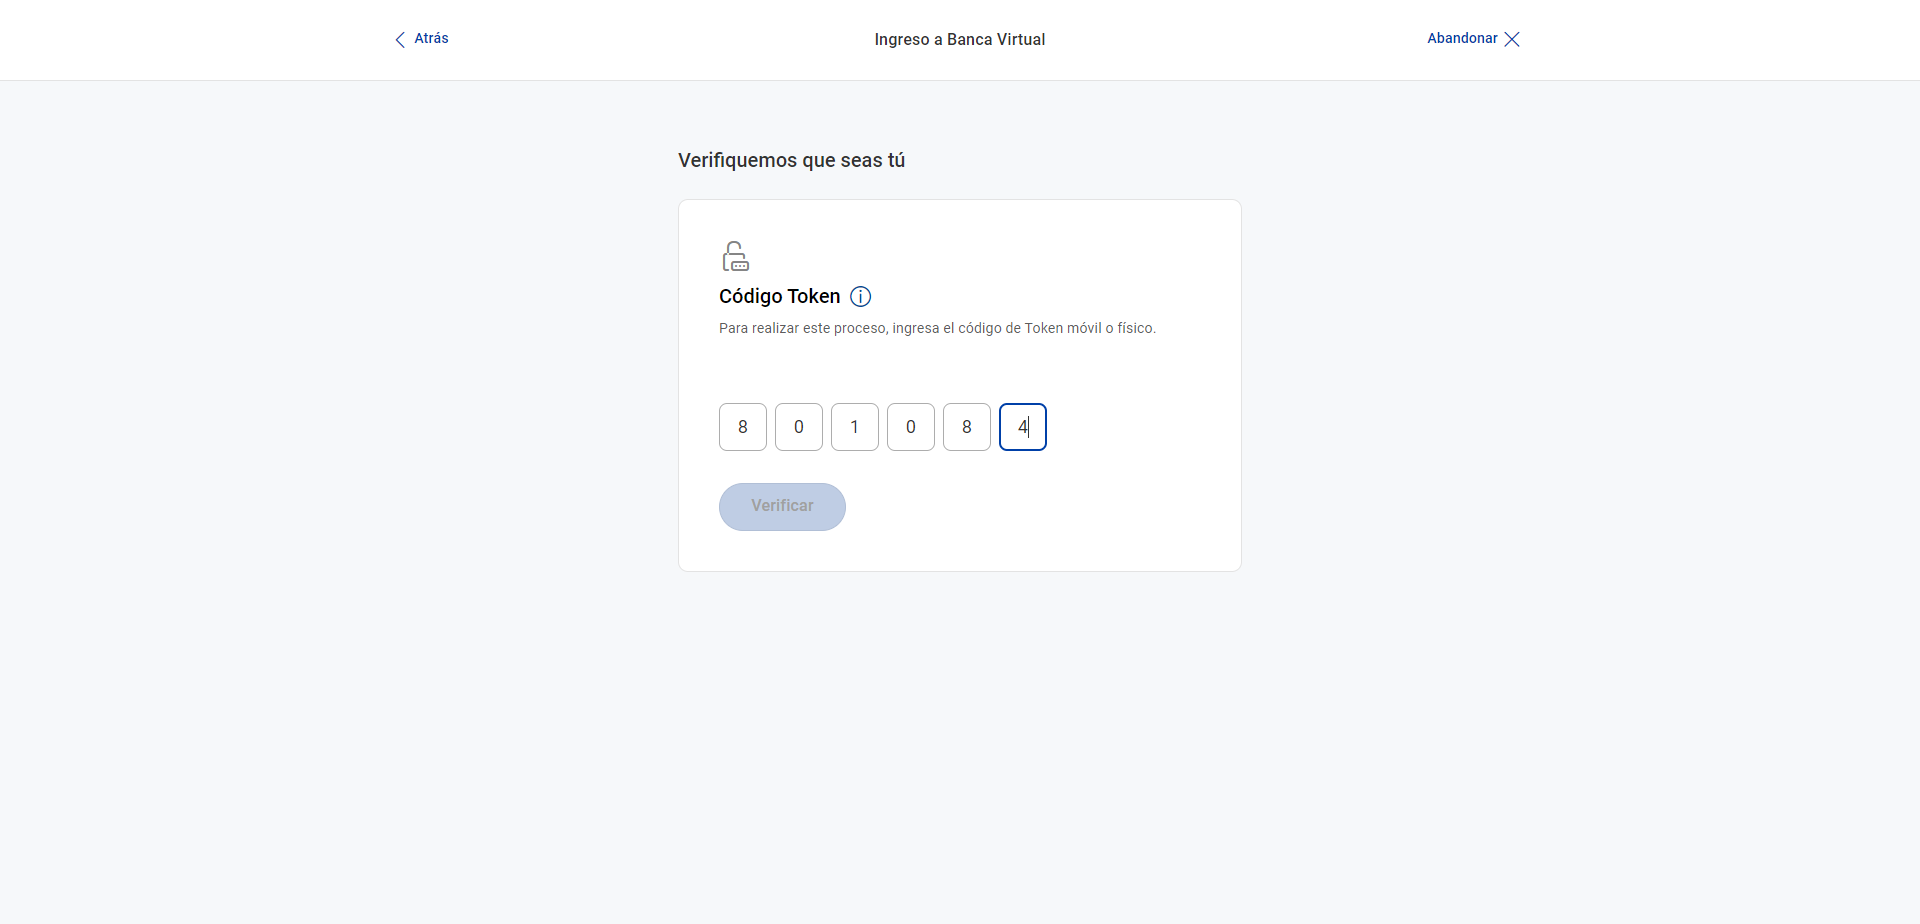 Atrás
Ingreso a Banca Virtual
Abandonar
Verifiquemos que seas tú
Código Token
Para realizar este proceso, ingresa el código de Token móvil o físico.
8 0 1 0 8 4
Verificar